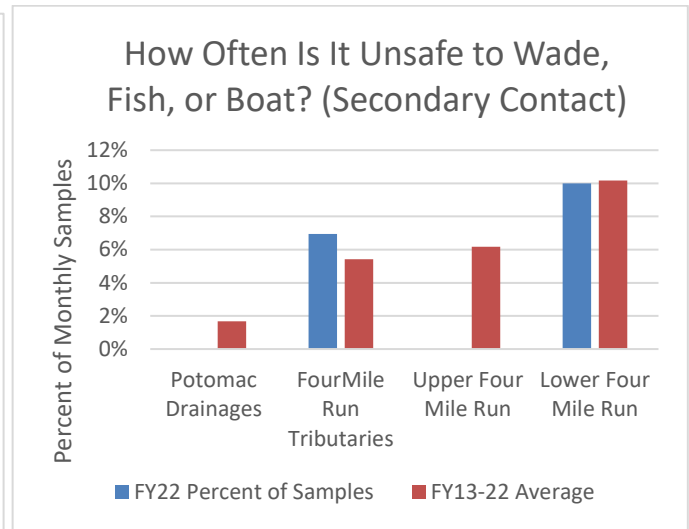 How Often Is It Unsafe to Wade,
Fish, or Boat? (Secondary Contact)
Percent of Monthly Samples
12%
10%
8%
6%
4%
2%
0%
Potomac
Drainages
FourMile
Run
Tributaries
Upper Four
Mile Run
Lower Four
Mile Run
FY22 Percent of Samples
FY13-22 Average